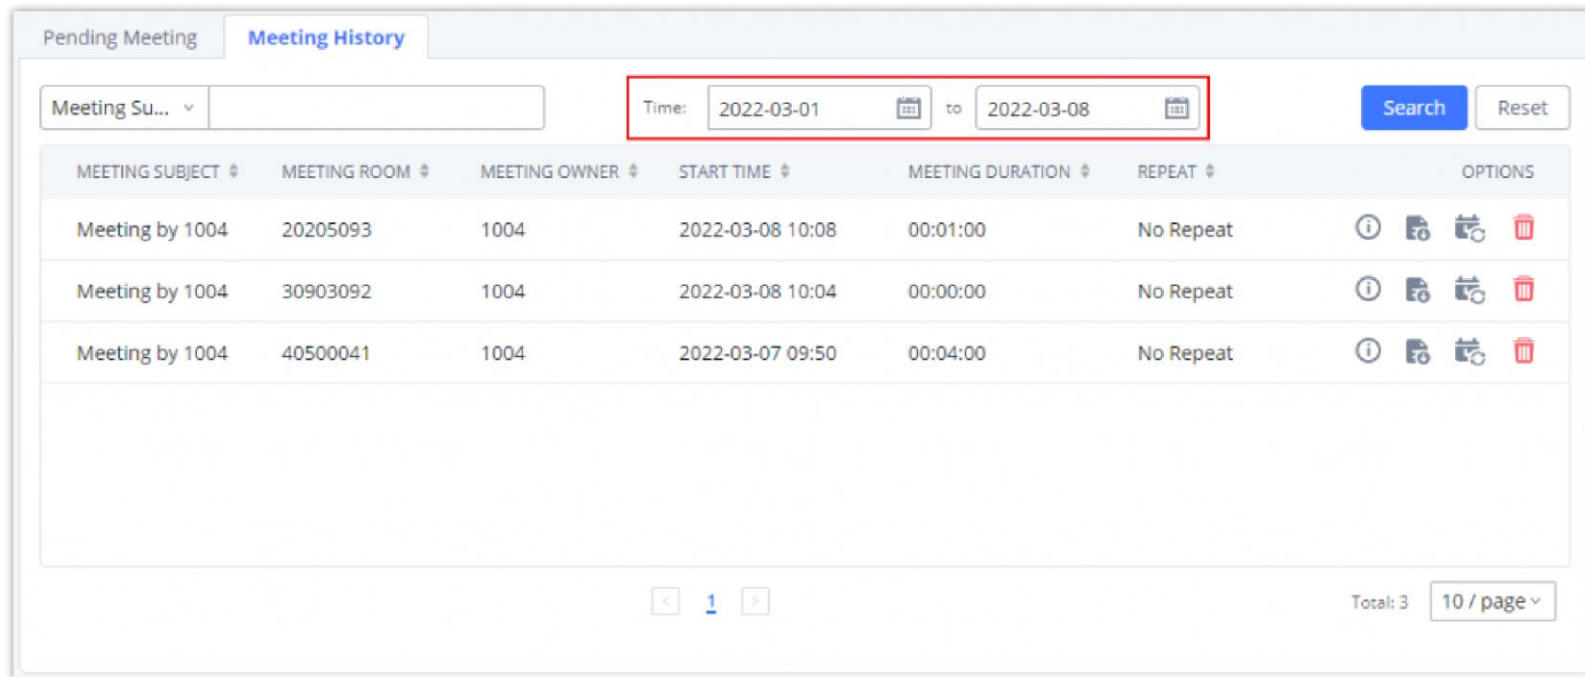 Pending Meeting Meeting History
Meeting Su... Time: 2022-03-01 to 2022-03-08 Search Reset
MEETING SUBJECT MEETING ROOM MEETING OWNER START TIME MEETING DURATION REPEAT OPTIONS
Meeting by 1004 20205093 1004 2022-03-08 10:08 00:01:00 No Repeat
Meeting by 1004 30903092 1004 2022-03-08 10:04 00:00:00 No Repeat
Meeting by 1004 40500041 1004 2022-03-07 09:50 00:04:00 No Repeat
< 1 > Total: 3 10 / page